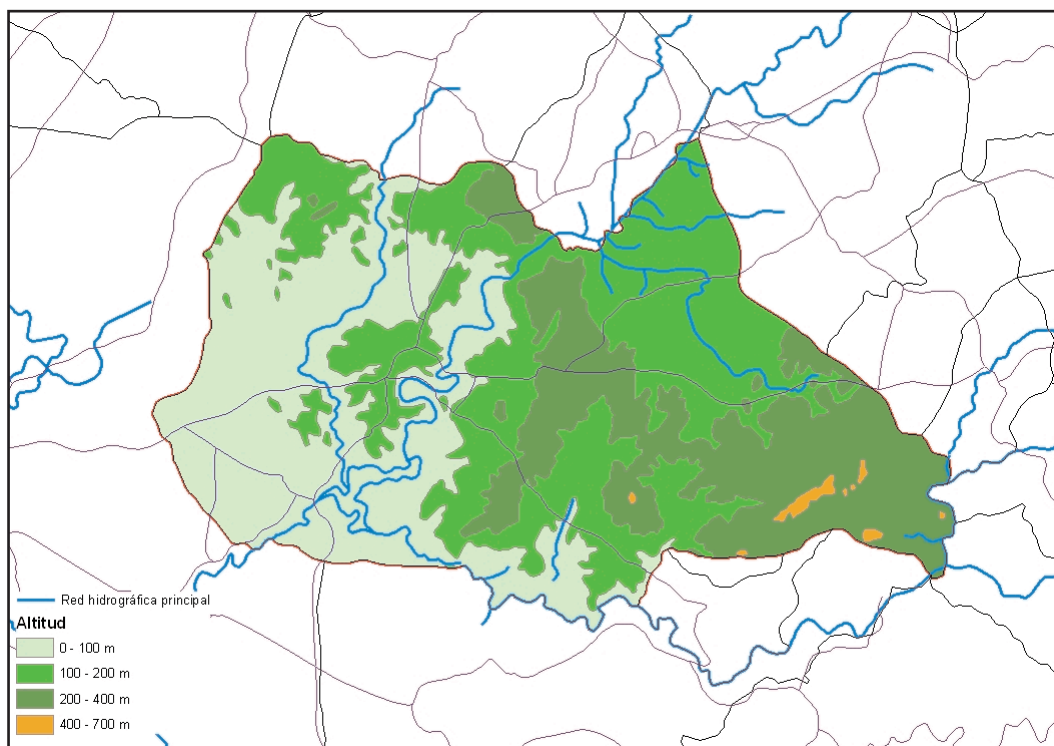 Red hidrográfica principal
Altitud
0 - 100 m
100 - 200 m
200 - 400 m
400 - 700 m